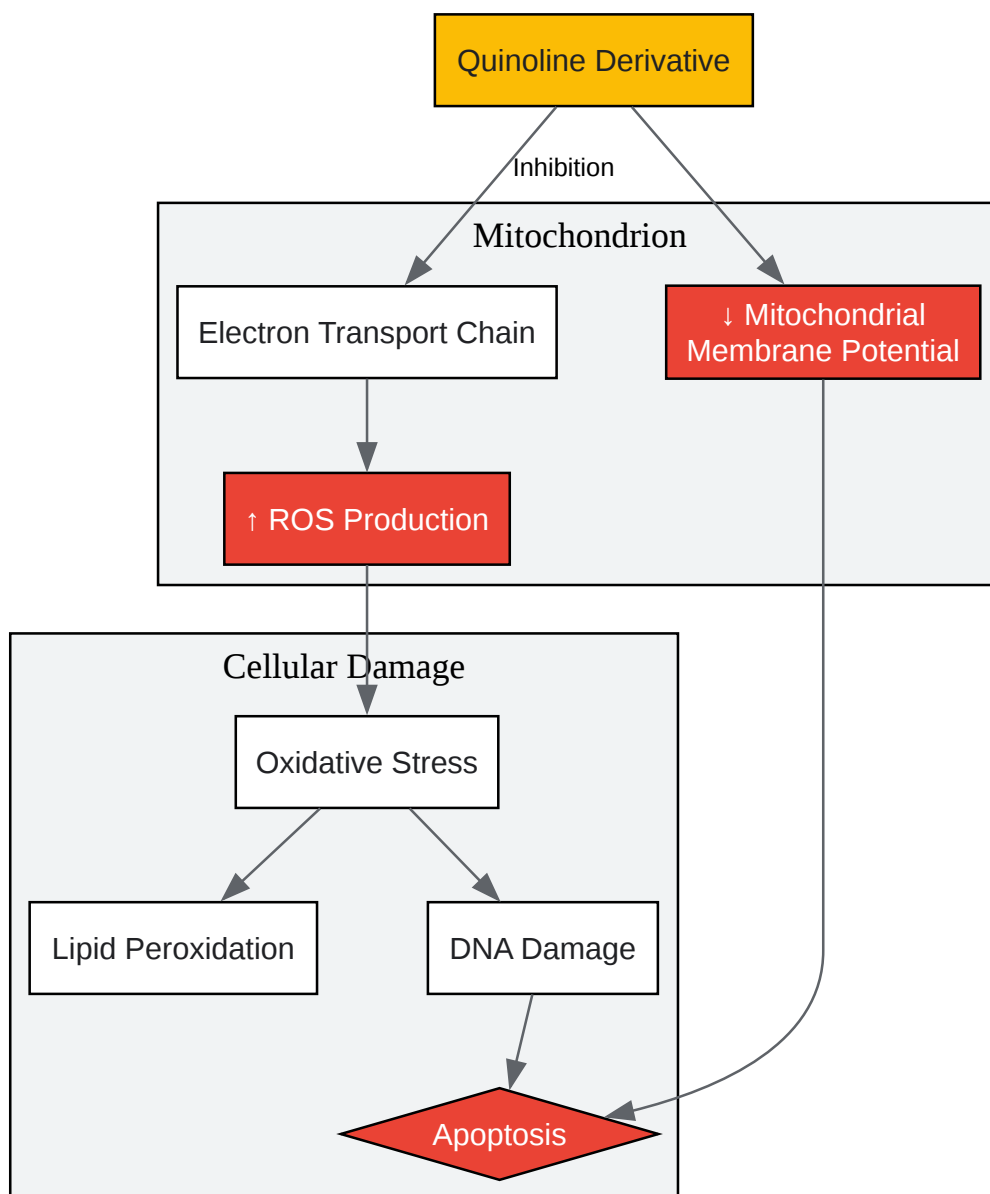 Quinoline Derivative
Inhibition
Mitochondrion
Electron Transport Chain
↓ Mitochondrial
Membrane Potential
↑ ROS Production
Cellular Damage
Oxidative Stress
Lipid Peroxidation
DNA Damage
Apoptosis